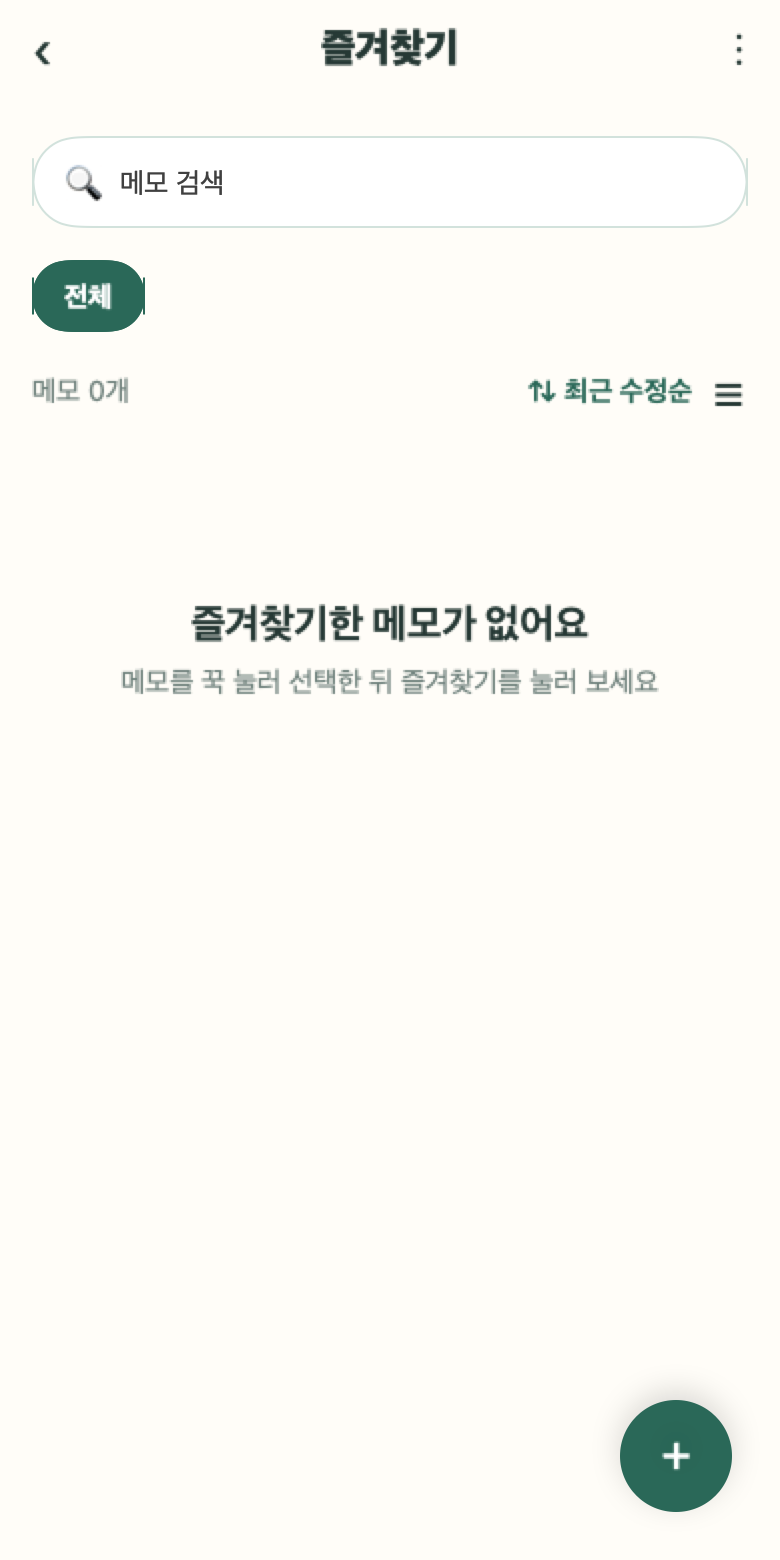 즐겨찾기
메모 검색
전체
메모 0개
↑↓ 최근 수정순
즐겨찾기한 메모가 없어요
메모를 꾹 눌러 선택한 뒤 즐겨찾기를 눌러 보세요
+